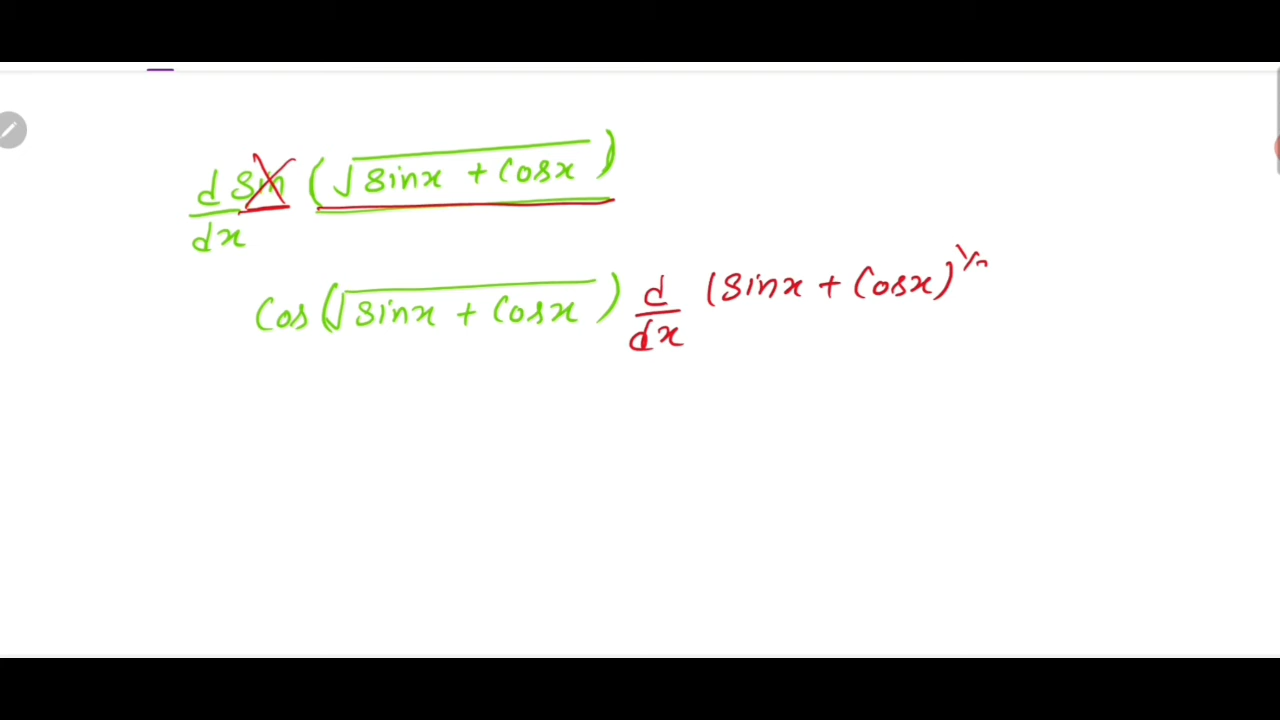 d/dx Sin (√sinx + Cosx)
Cos (√sinx + Cosx) d/dx (sinx + Cosx)^1/2